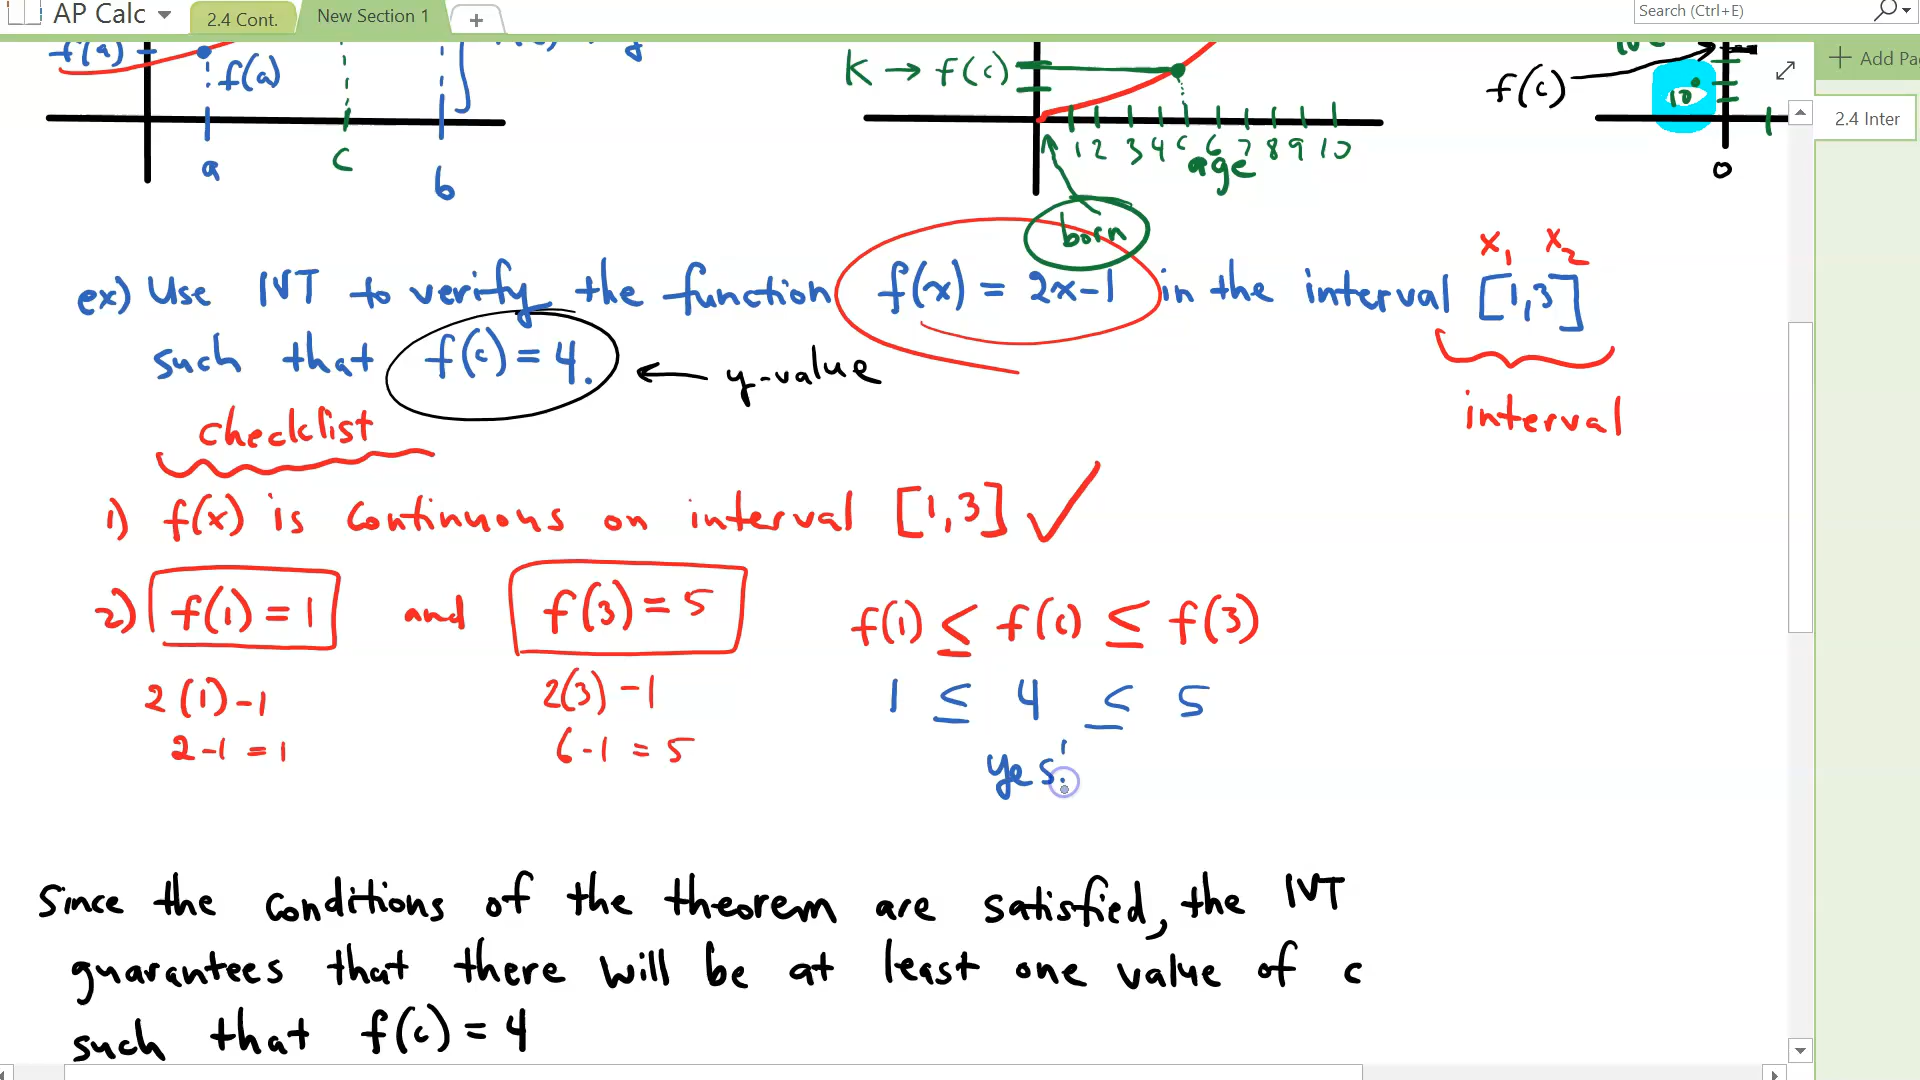 AP Calc
2.4 Cont.
New Section 1
+
Search (Ctrl+E)
Add Pa
2.4 Inter
f(a)
f(a)
a
c
b
K → f(c)
1 2 3 4 6 7 8 9 10
age
born
f(c)
10
0
x₁ x₂
ex) Use IVT to verify the function f(x) = 2x-1 in the interval [1,3]
such that f(c) = 4. ← y-value
interval
checklist
1) f(x) is continuous on interval [1,3] ✓
2) f(1) = 1 and f(3) = 5 f(1) ≤ f(c) ≤ f(3)
2(1)-1 2(3)-1 1 ≤ 4 ≤ 5
2-1 = 1 6-1 = 5 yes!
Since the conditions of the theorem are satisfied, the IVT
guarantees that there will be at least one value of c
such that f(c) = 4